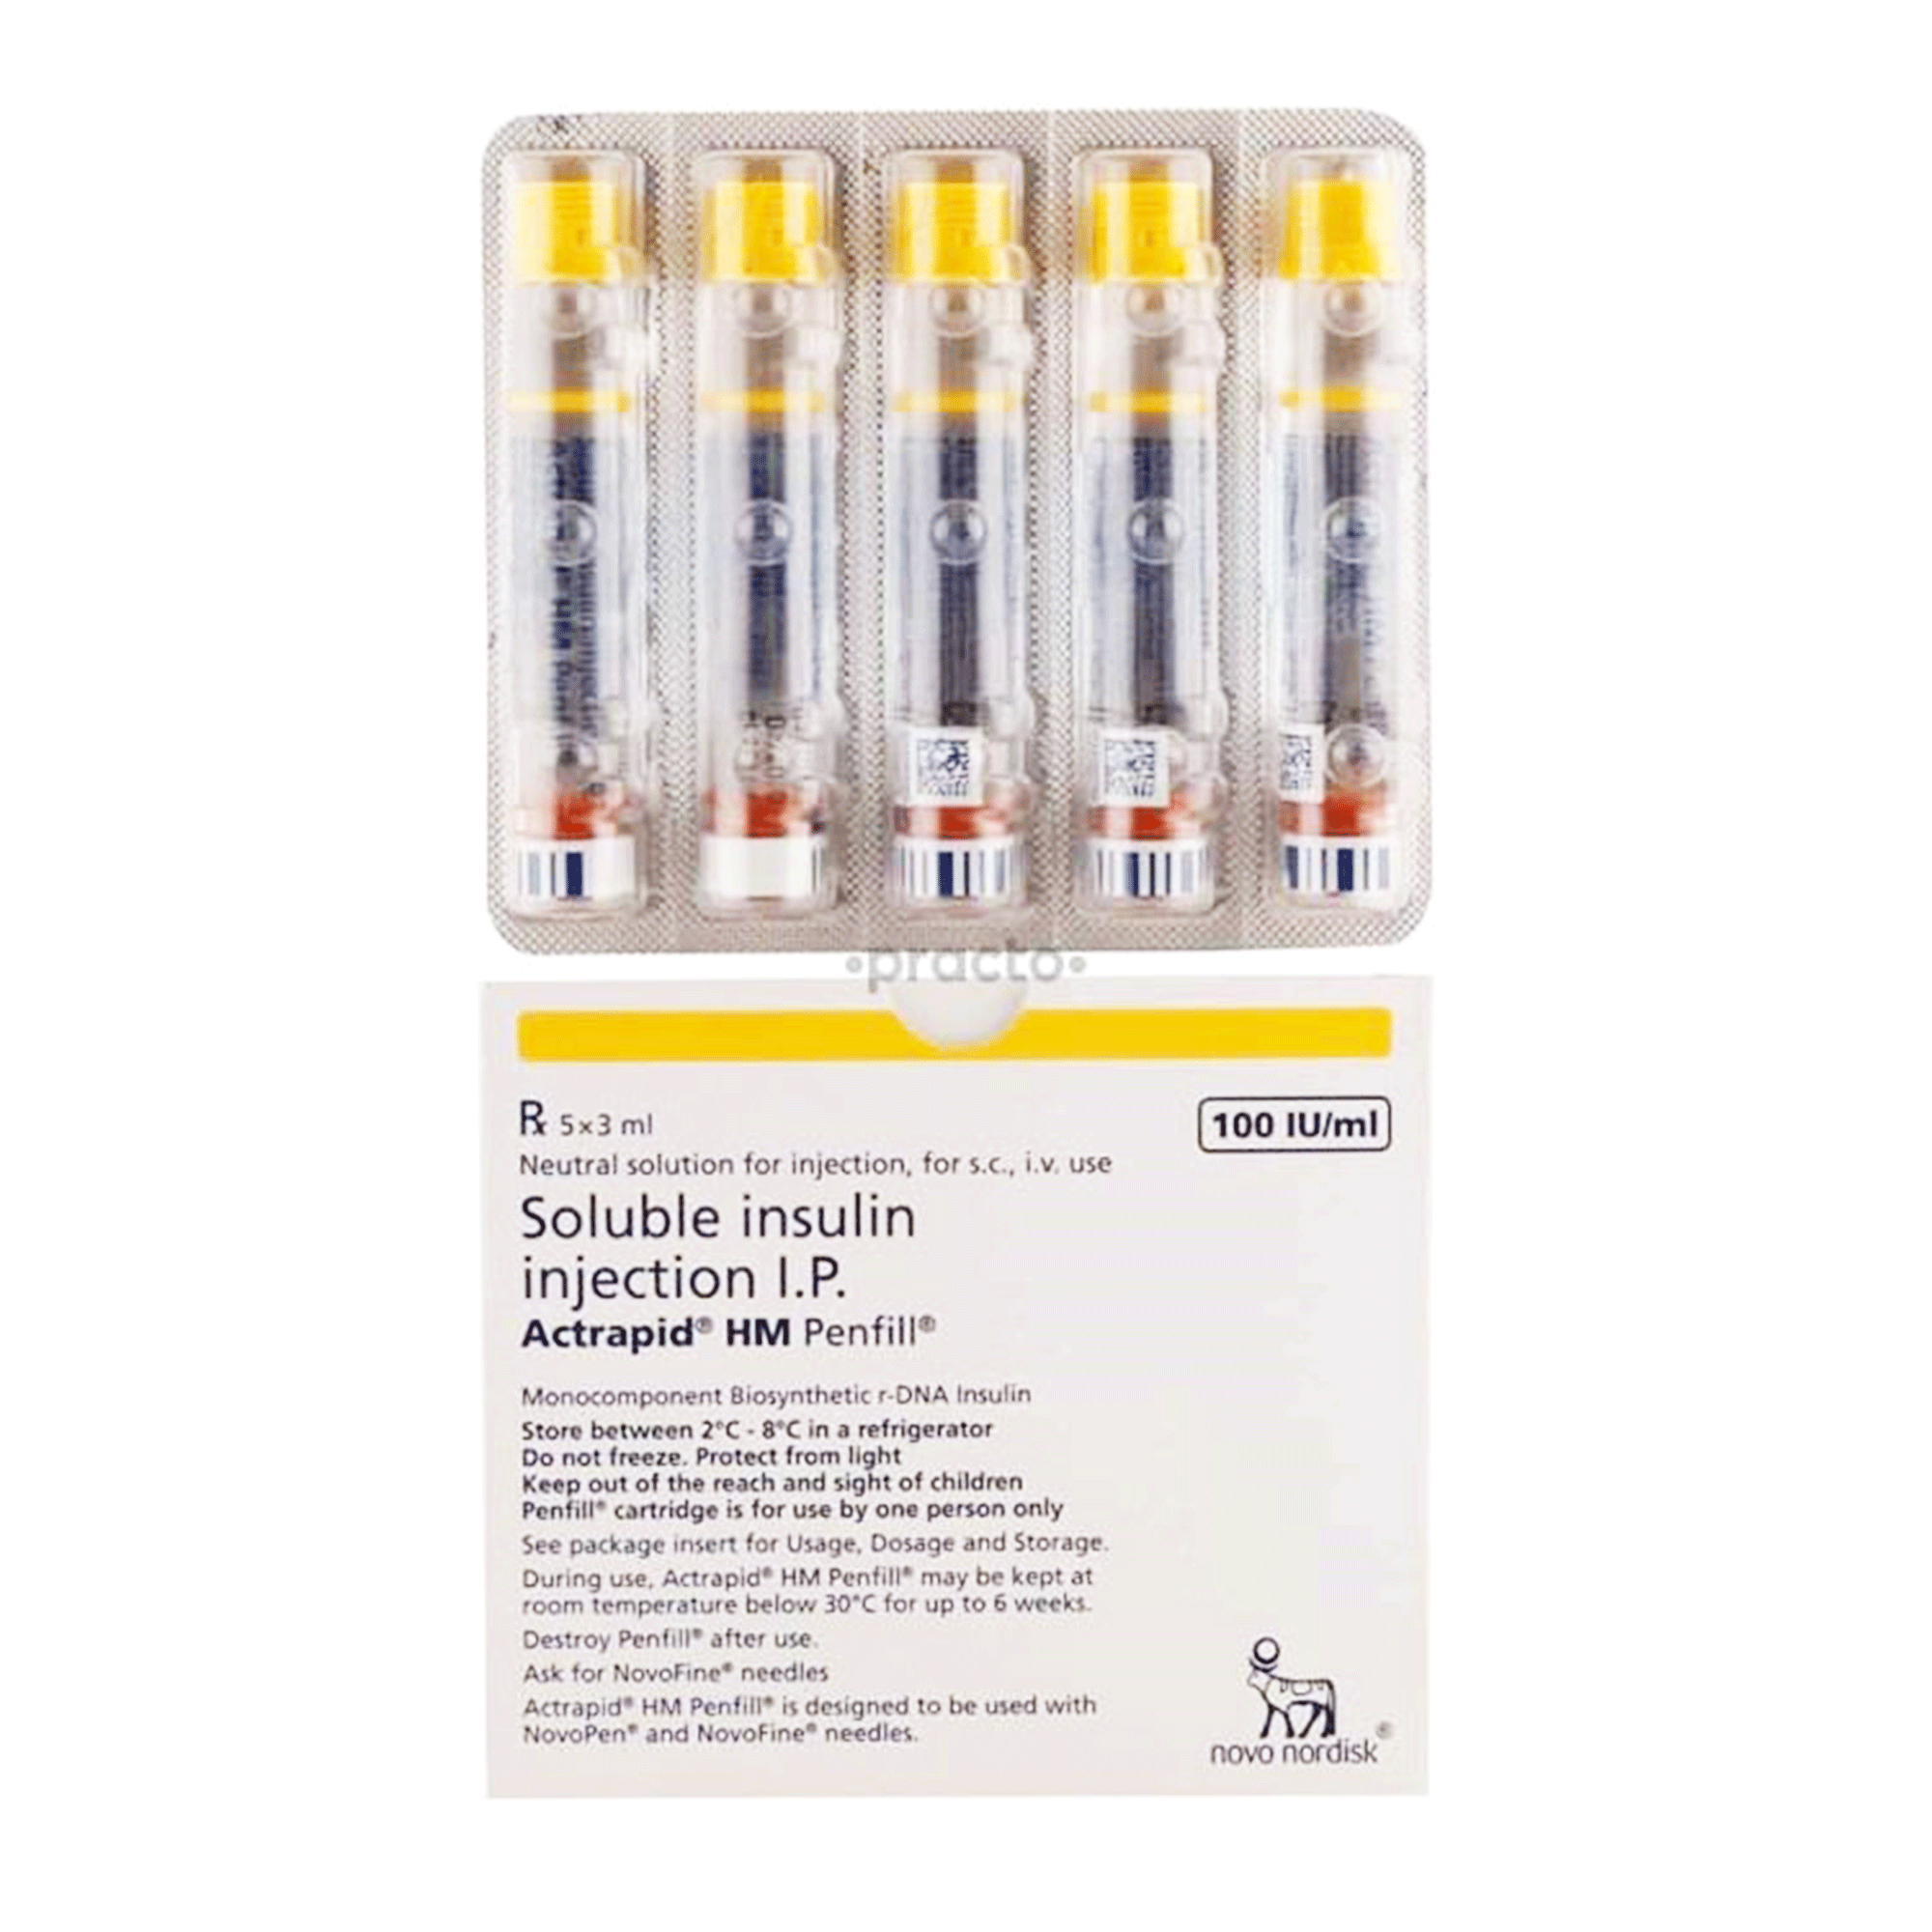 •practo•
Rx 5×3 ml
100 IU/ml
Neutral solution for injection, for s.c., i.v. use
Soluble insulin
injection I.P.
Actrapid® HM Penfill®
Monocomponent Biosynthetic r-DNA Insulin
Store between 2°C - 8°C in a refrigerator
Do not freeze. Protect from light
Keep out of the reach and sight of children
Penfill® cartridge is for use by one person only
See package insert for Usage, Dosage and Storage.
During use, Actrapid® HM Penfill® may be kept at
room temperature below 30°C for up to 6 weeks.
Destroy Penfill® after use.
Ask for NovoFine® needles
Actrapid® HM Penfill® is designed to be used with
NovoPen® and NovoFine® needles.
novo nordisk®